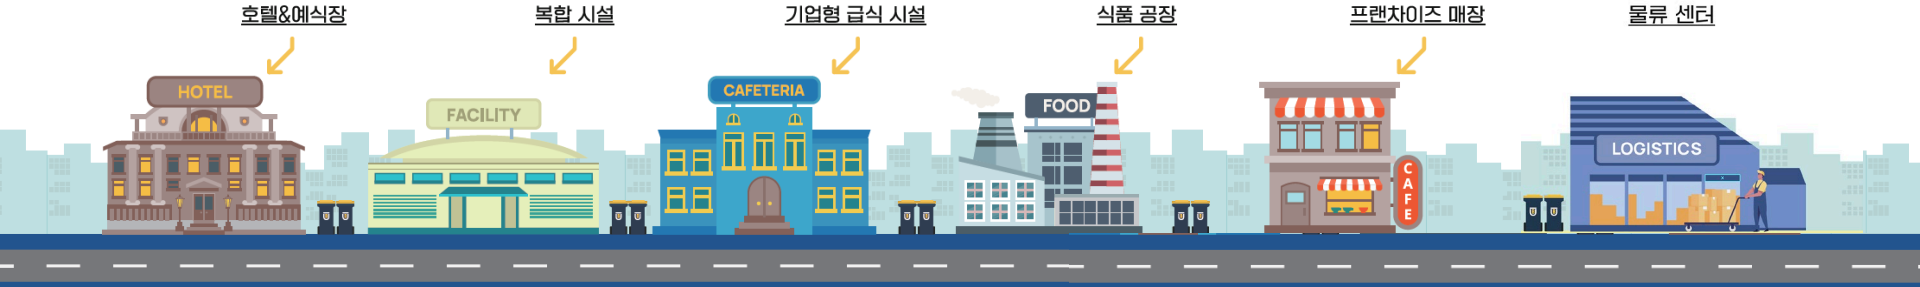 호텔&예식장
복합 시설
기업형 급식 시설
식품 공장
프랜차이즈 매장
물류 센터
HOTEL
FACILITY
CAFETERIA
FOOD
CAFE
LOGISTICS